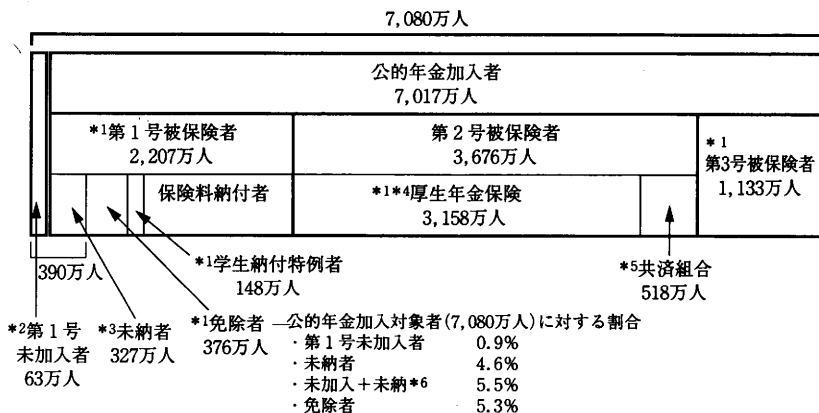 7,080万人
公的年金加入者
7,017万人
*1第1号被保険者
2,207万人
第2号被保険者
3,676万人
*1
第3号被保険者
1,133万人
保険料納付者
*1*4厚生年金保険
3,158万人
390万人
*1学生納付特例者
148万人
*5共済組合
518万人
*2第1号
未加入者
63万人
*3未納者
327万人
*1免除者
376万人
公的年金加入対象者(7,080万人)に対する割合
・第1号未加入者 0.9%
・未納者 4.6%
・未加入+未納*6 5.5%
・免除者 5.3%